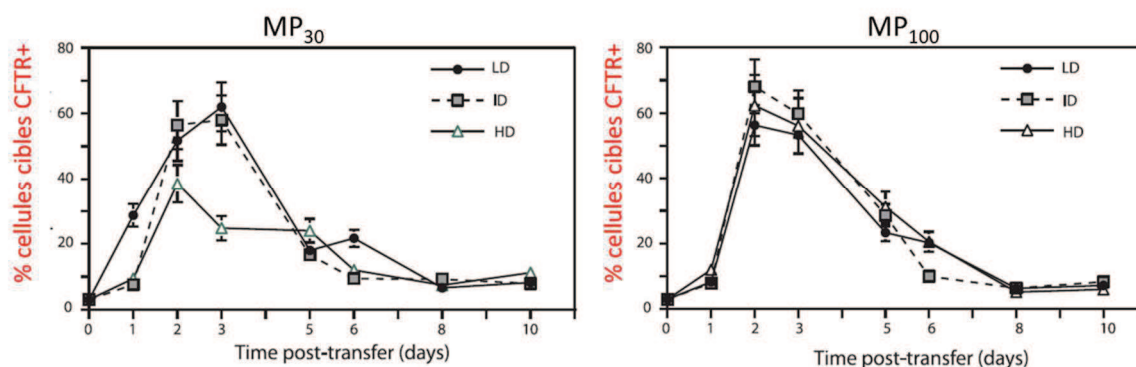 MP30
% cellules cibles CFTR+
80
60
40
20
0
LD
ID
HD
0 1 2 3 5 6 8 10
Time post-transfer (days)
MP100
% cellules cibles CFTR+
80
60
40
20
0
LD
ID
HD
0 1 2 3 5 6 8 10
Time post-transfer (days)